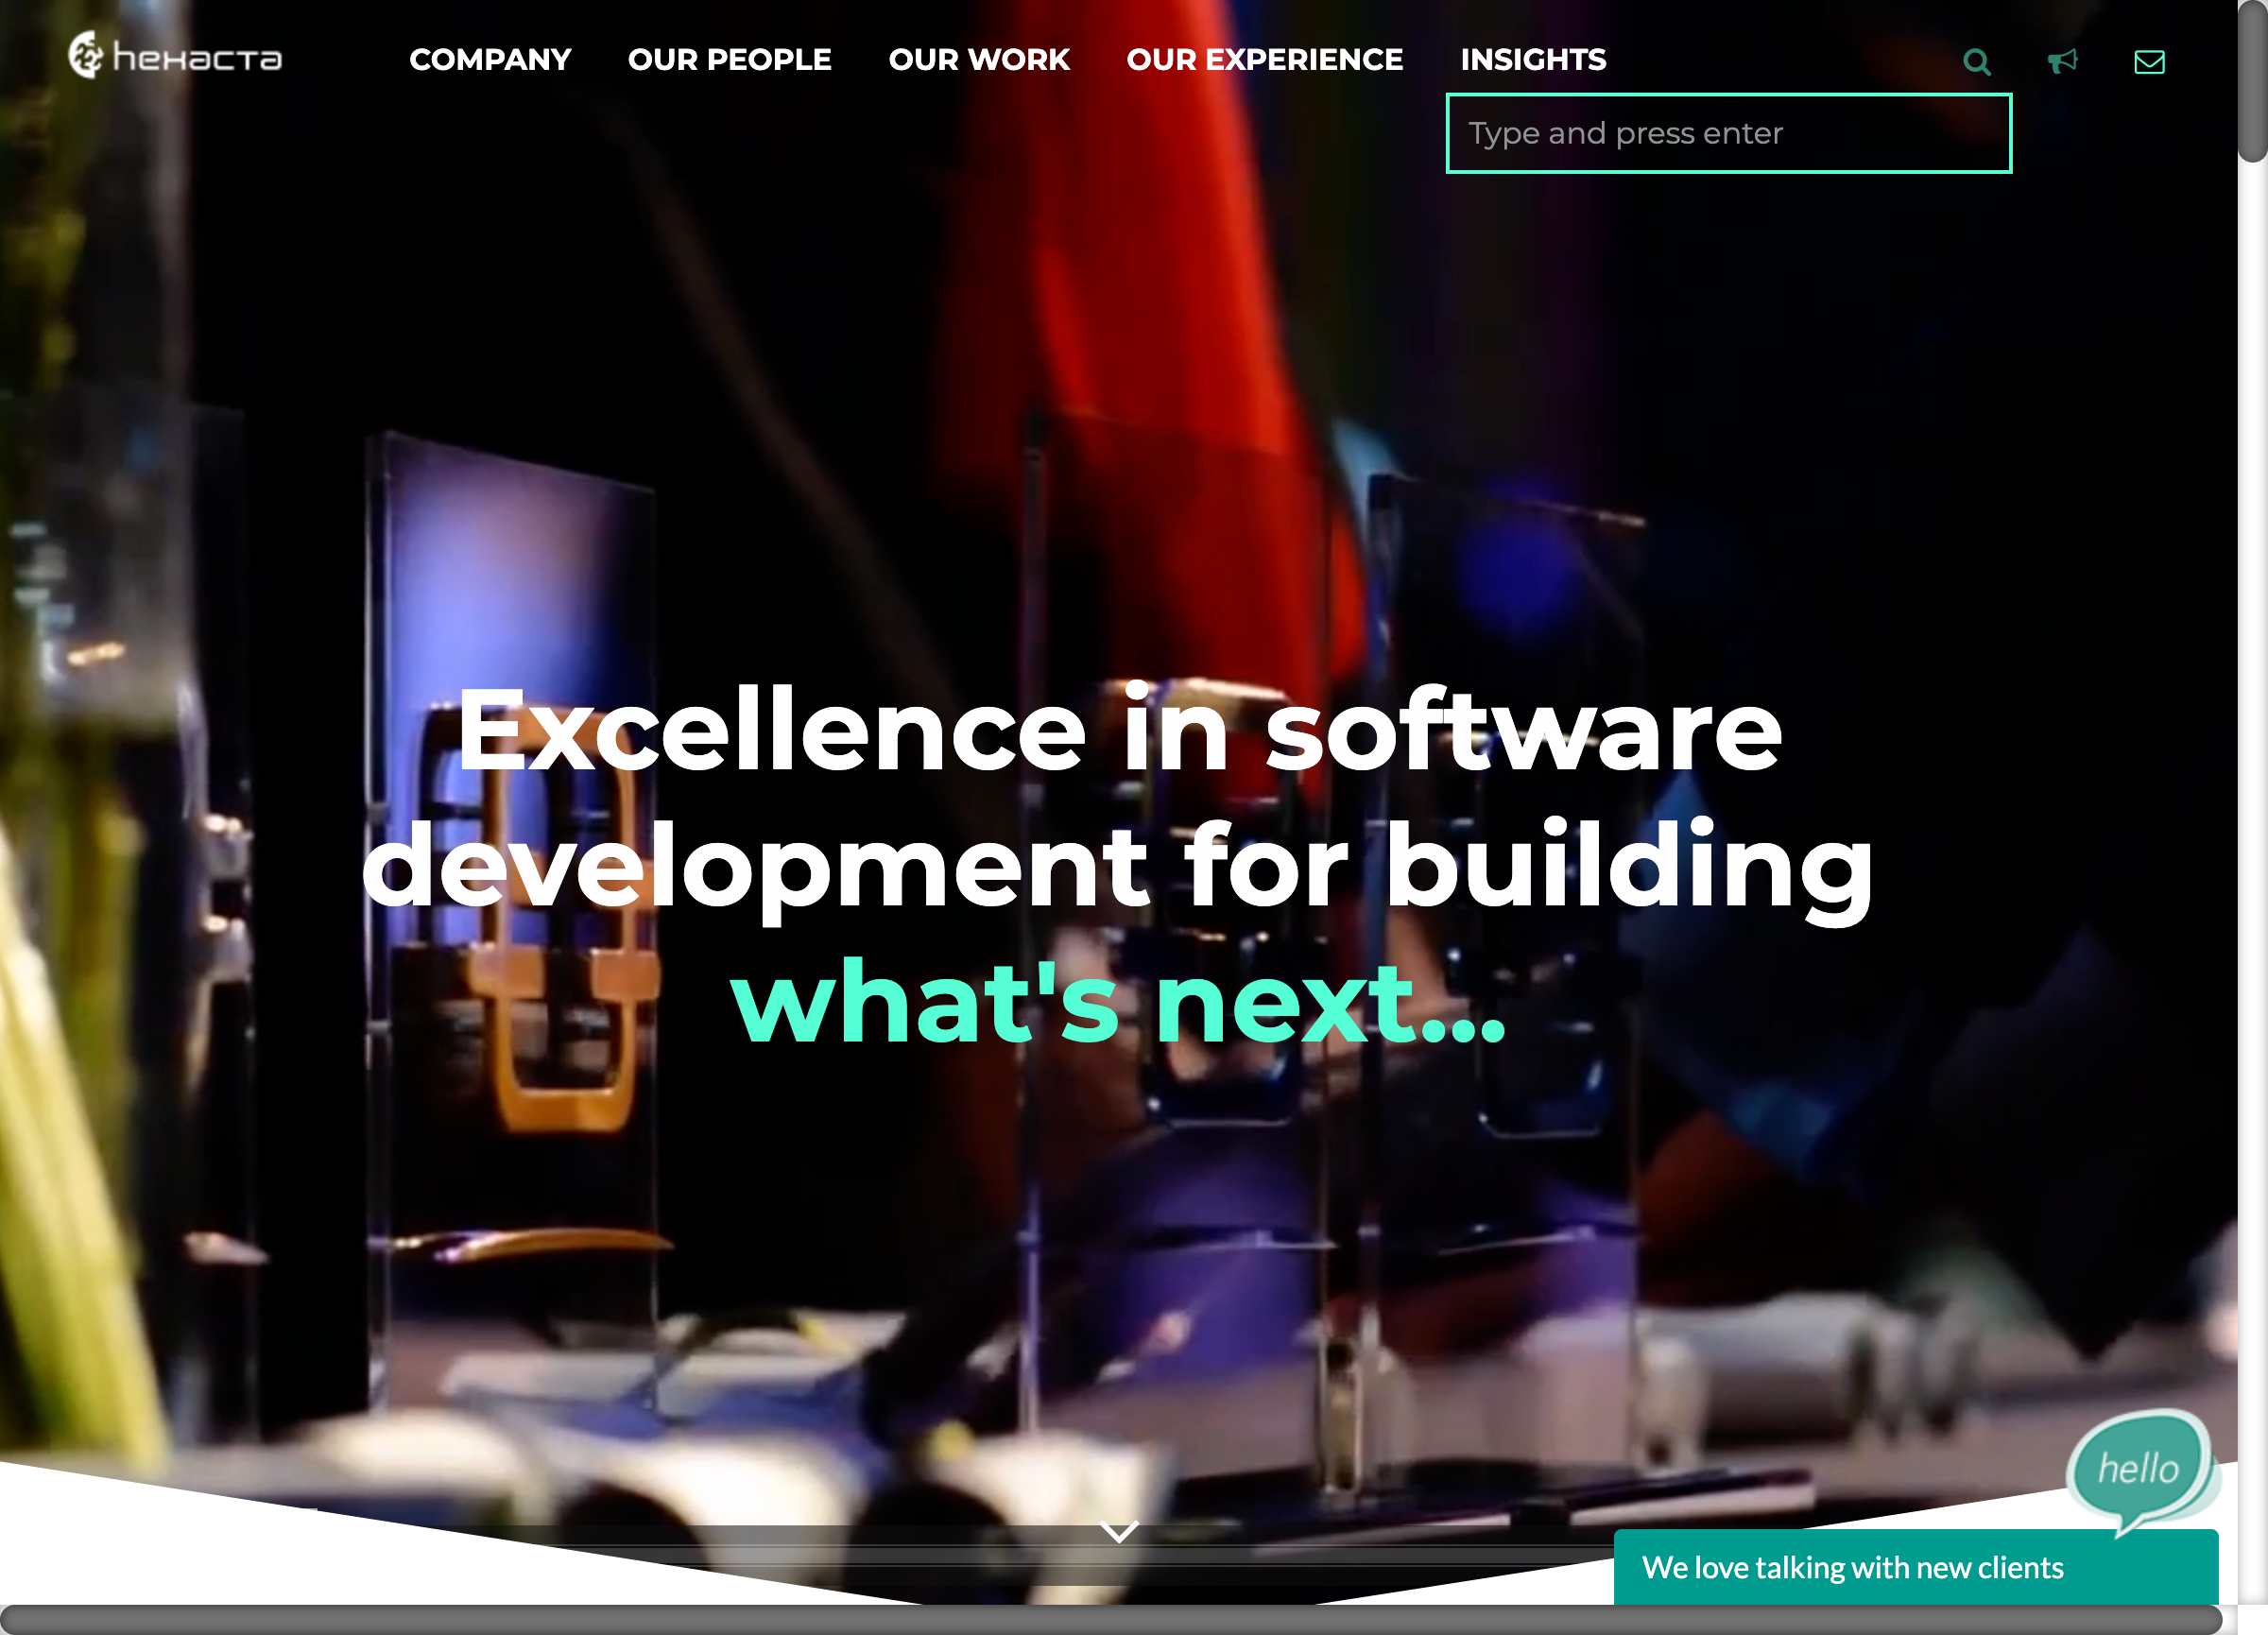 hexacta
COMPANY OUR PEOPLE OUR WORK OUR EXPERIENCE INSIGHTS
Type and press enter
Excellence in software
development for building
what's next...
hello
We love talking with new clients